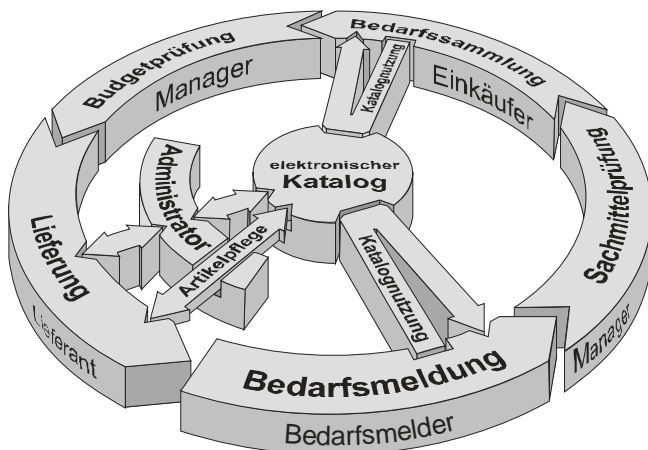 Budgetprüfung
Manager
Bedarfssammlung
Einkäufer
Katalognutzung
elektronischer
Katalog
Sachmittelprüfung
Manager
Administrator
Artikelpflege
Lieferung
Lieferant
Katalognutzung
Bedarfsmeldung
Bedarfsmelder